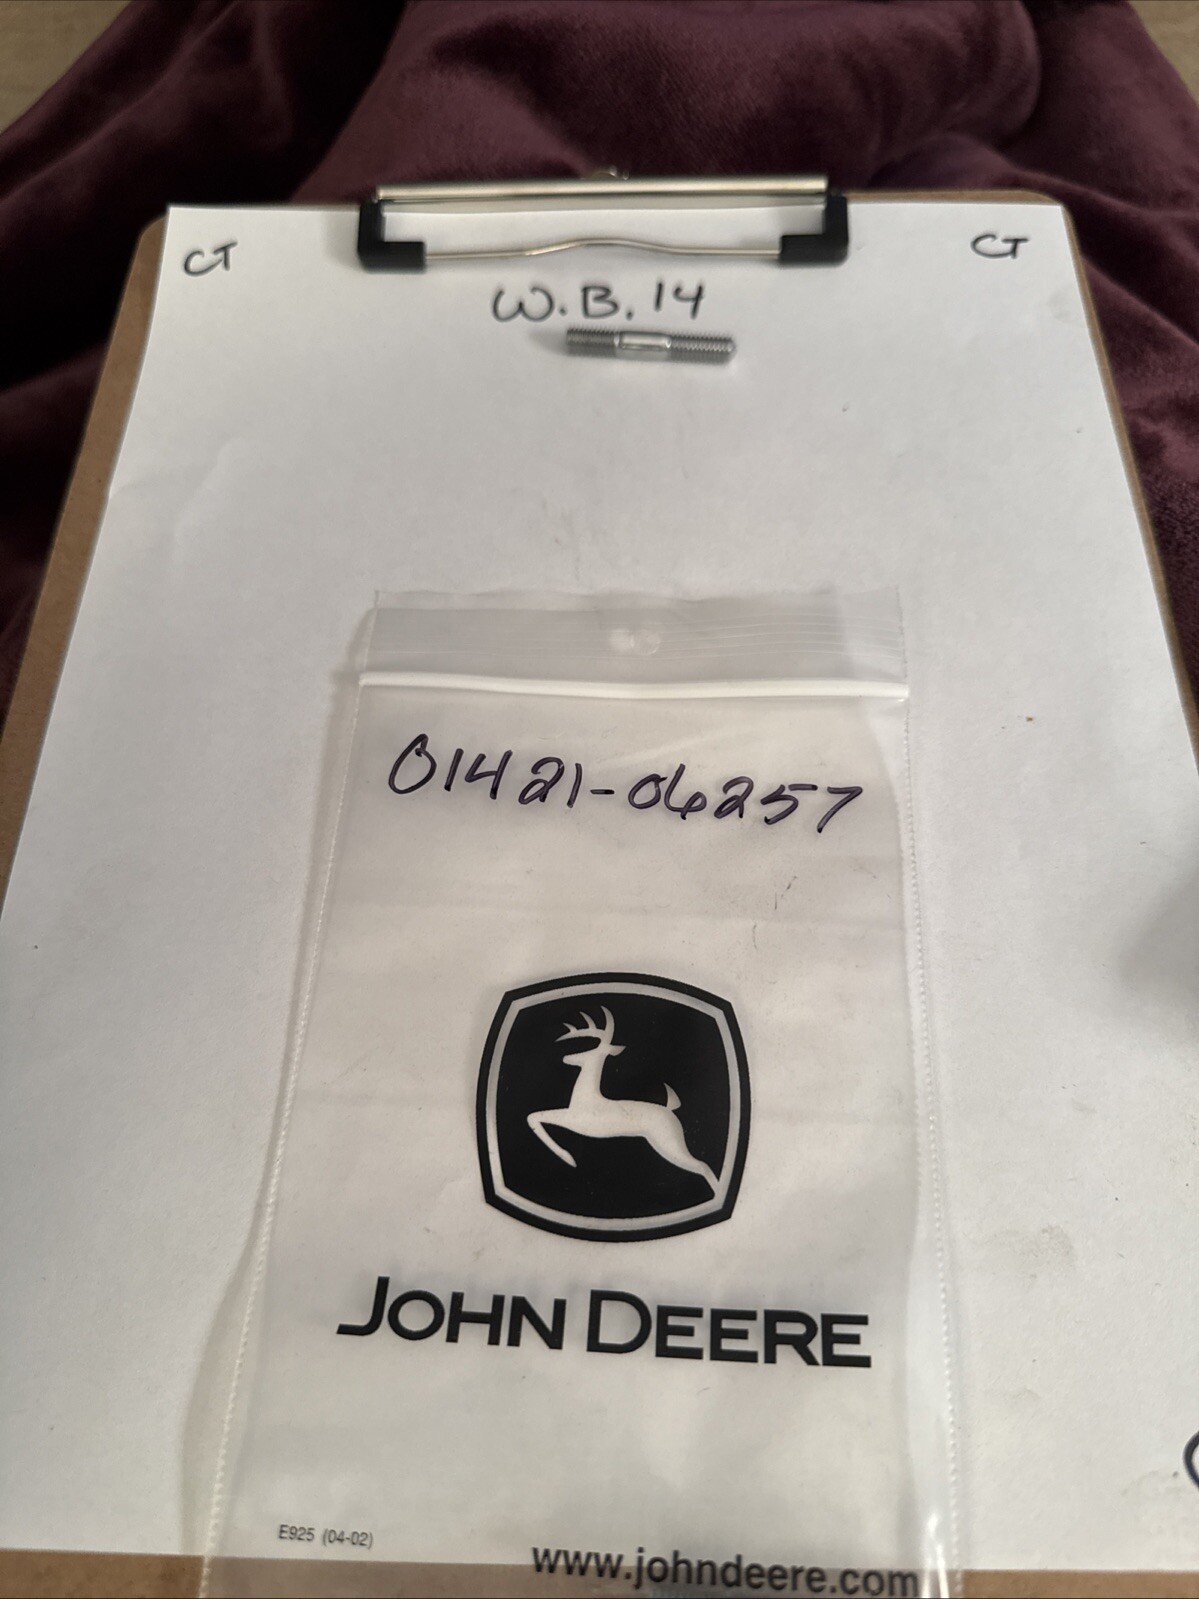 CT
CT
W.B. 14
01421-06257
JOHN DEERE
E925 (04-02)
www.johndeere.com